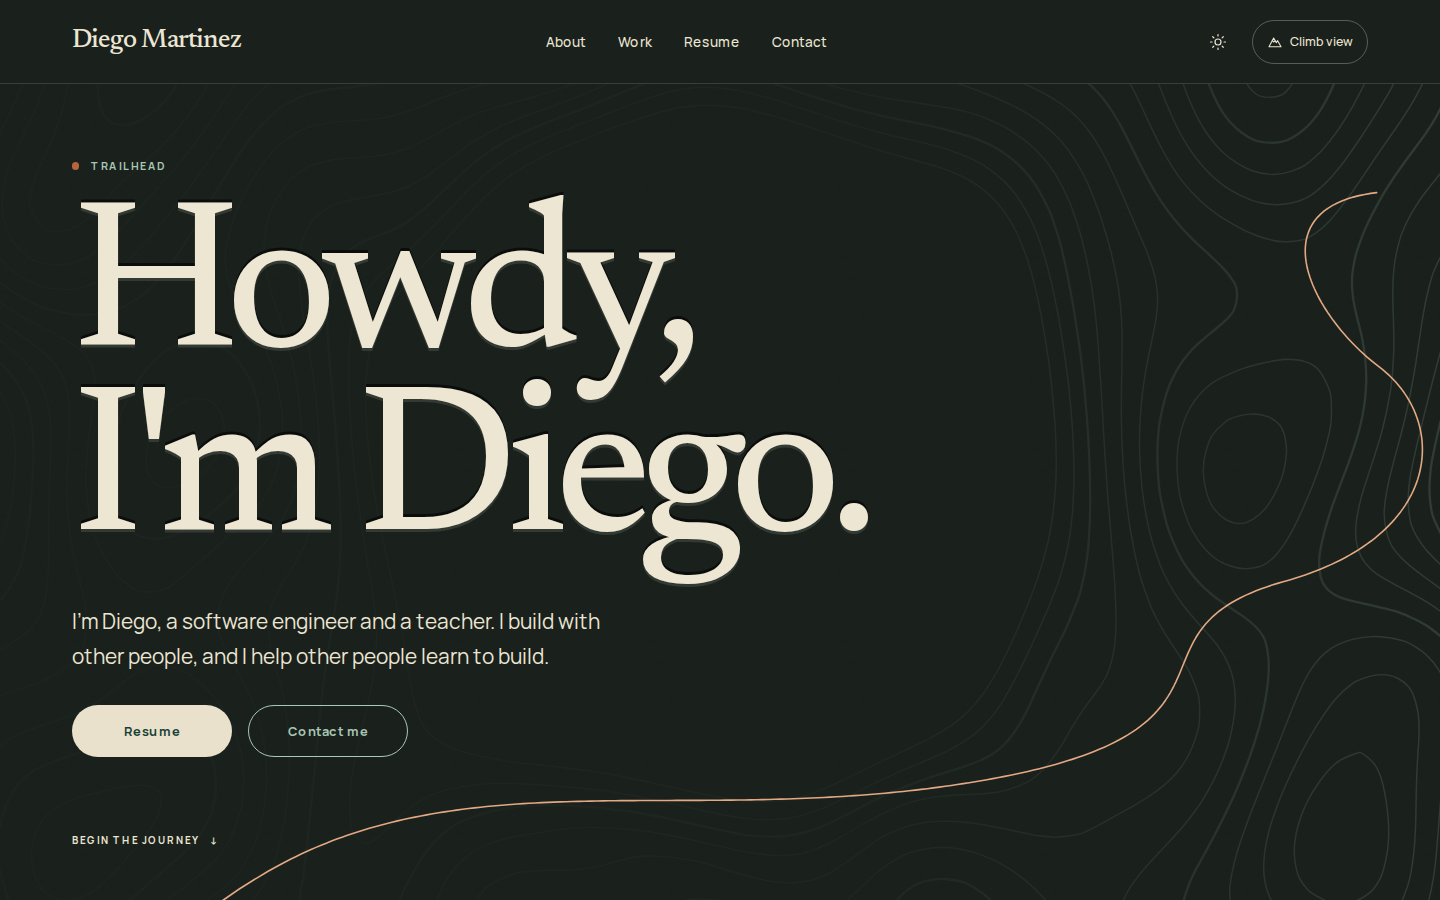 Diego Martinez
About
Work
Resume
Contact
Climb view
TRAILHEAD
Howdy,
I'm Diego.
I'm Diego, a software engineer and a teacher. I build with
other people, and I help other people learn to build.
Resume
Contact me
BEGIN THE JOURNEY ↓